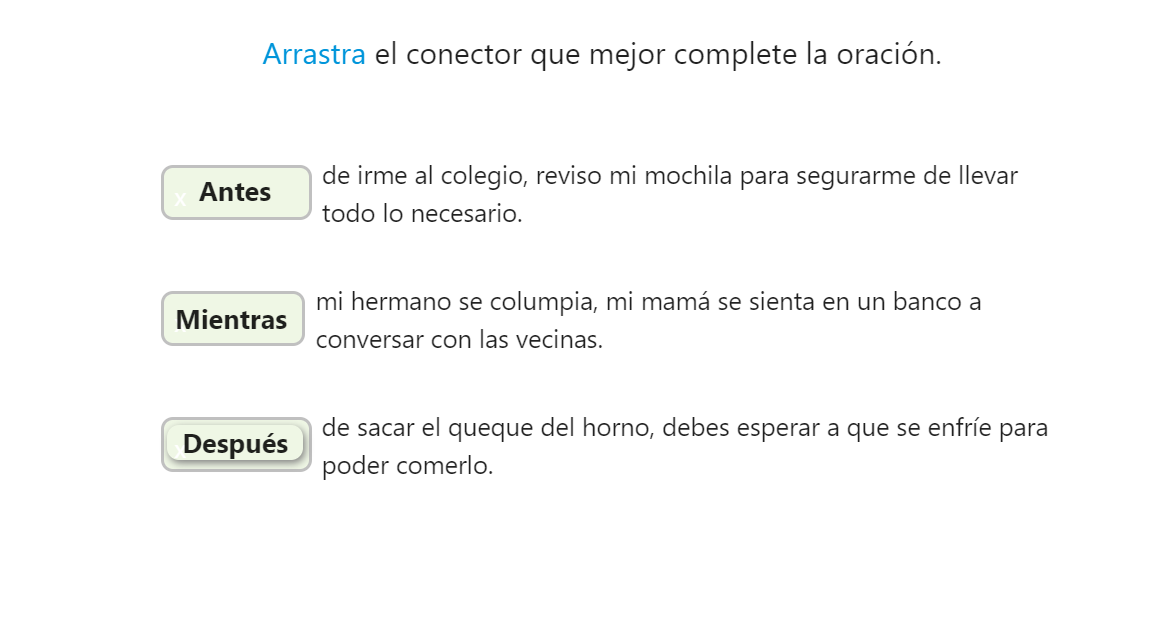 Arrastra el conector que mejor complete la oración.
x Antes de irme al colegio, reviso mi mochila para segurarme de llevar
todo lo necesario.
Mientras mi hermano se columpia, mi mamá se sienta en un banco a
conversar con las vecinas.
Después de sacar el queque del horno, debes esperar a que se enfríe para
poder comerlo.